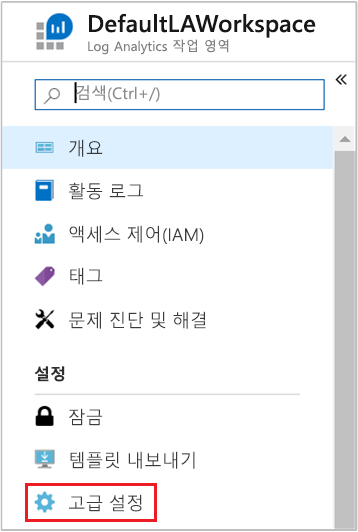 DefaultLAWorkspace
Log Analytics 작업 영역
«
검색(Ctrl+/)
개요
활동 로그
액세스 제어(IAM)
태그
문제 진단 및 해결
설정
잠금
템플릿 내보내기
고급 설정